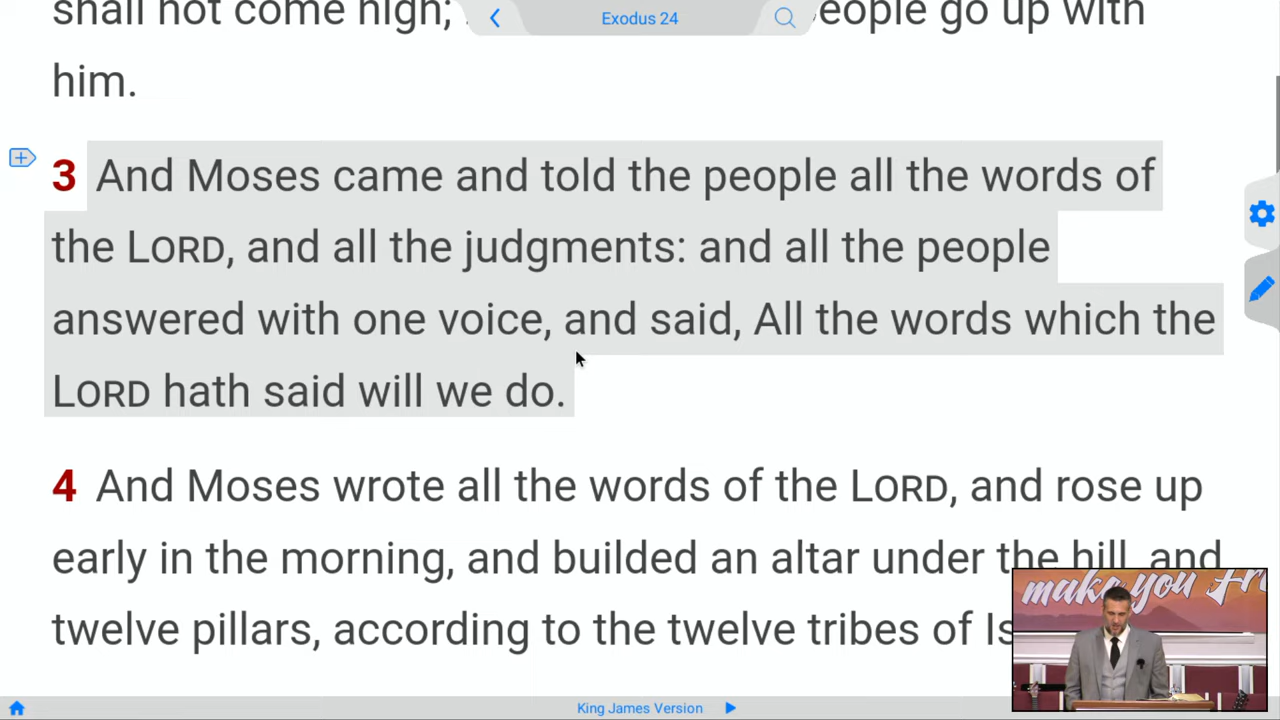 shall not come nigh;
Exodus 24
eople go up with
him.
3 And Moses came and told the people all the words of
the LORD, and all the judgments: and all the people
answered with one voice, and said, All the words which the
LORD hath said will we do.
4 And Moses wrote all the words of the LORD, and rose up
early in the morning, and builded an altar under the hill, and
twelve pillars, according to the twelve tribes of Is
make you Fr
King James Version